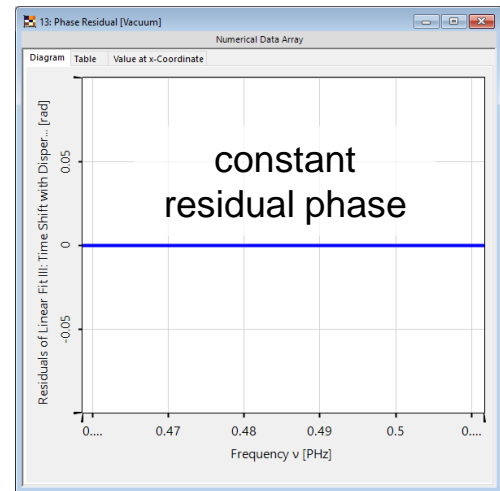 13: Phase Residual [Vacuum]
Numerical Data Array
Diagram Table Value at x-Coordinate
Residuals of Linear Fit III: Time Shift with Disper... [rad]
0.05
0
-0.05
constant
residual phase
0.... 0.47 0.48 0.49 0.5 0....
Frequency ν [PHz]